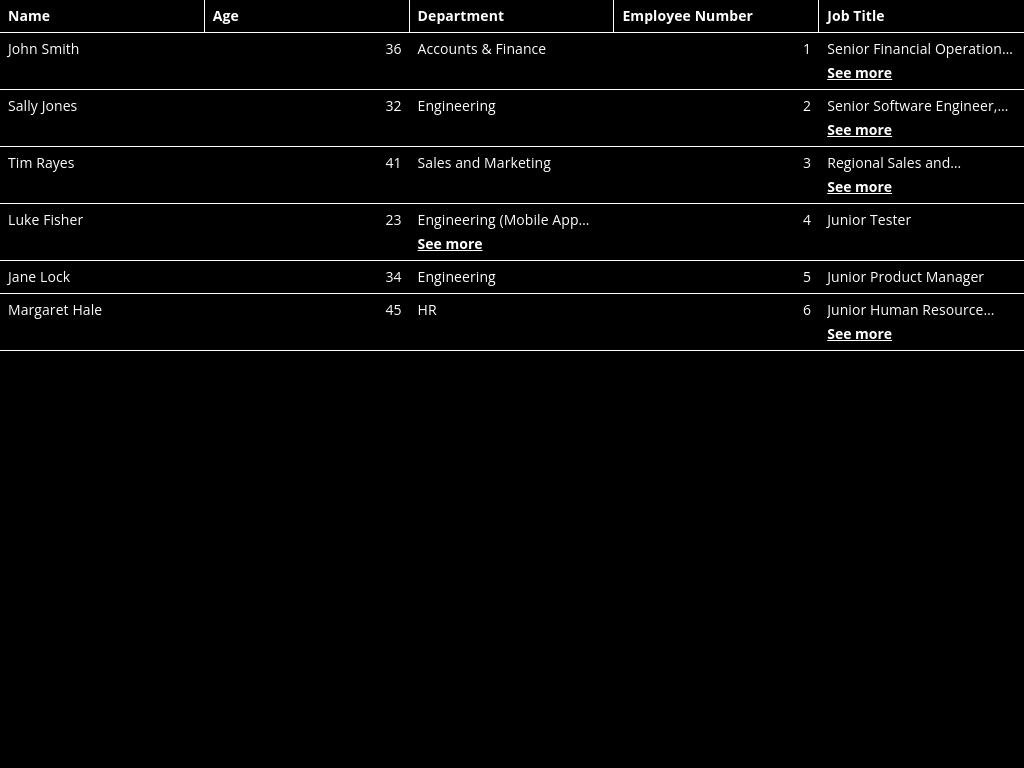 Name Age Department Employee Number Job Title
John Smith 36 Accounts & Finance 1 Senior Financial Operation...
See more
Sally Jones 32 Engineering 2 Senior Software Engineer,...
See more
Tim Rayes 41 Sales and Marketing 3 Regional Sales and...
See more
Luke Fisher 23 Engineering (Mobile App... 4 Junior Tester
See more
Jane Lock 34 Engineering 5 Junior Product Manager
Margaret Hale 45 HR 6 Junior Human Resource...
See more